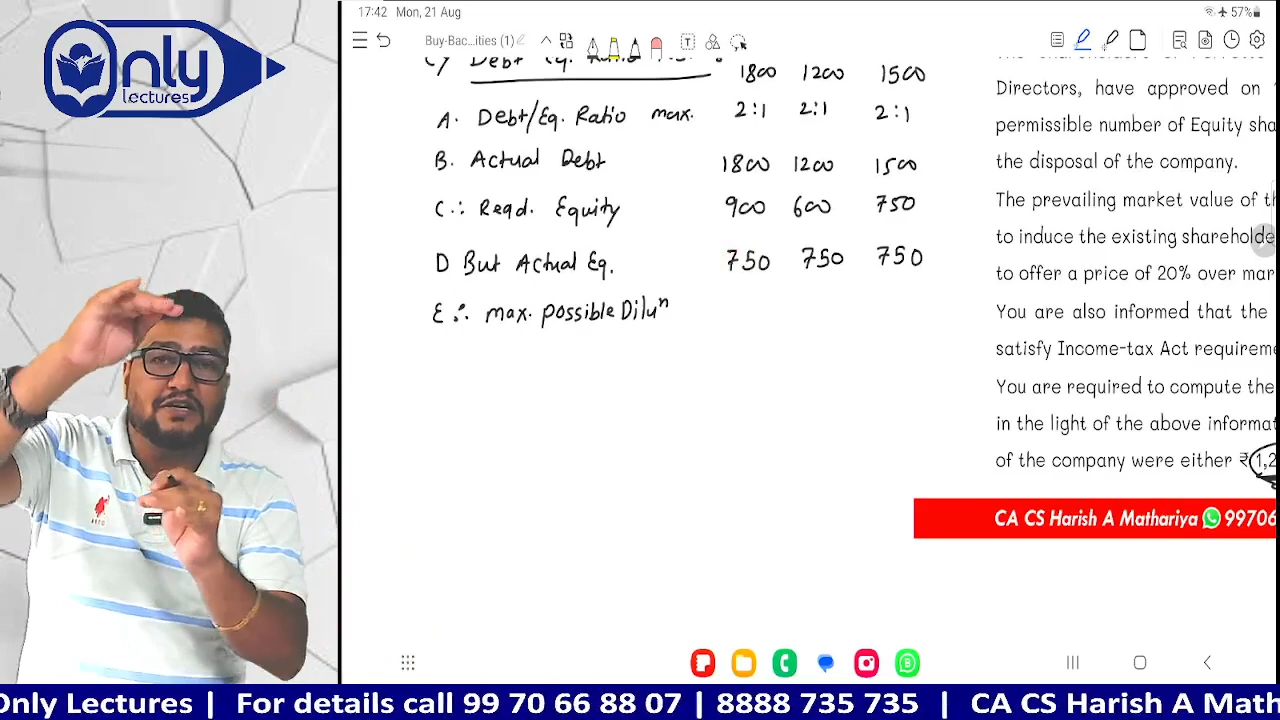 17:42 Mon, 21 Aug
57%
Only
lectures
Buy-Bac...ities (1)
1800 1200 1500
A. Debt/Eq. Ratio max. 2:1 2:1 2:1
B. Actual Debt 1800 1200 1500
C ∴ Reqd. Equity 900 600 750
D But Actual Eq. 750 750 750
E ∴ max. possible Dilun
Directors, have approved on
permissible number of Equity sha
the disposal of the company.
The prevailing market value of th
to induce the existing shareholde
to offer a price of 20% over mar
You are also informed that the
satisfy Income-tax Act requireme
You are required to compute the
in the light of the above informat
of the company were either ₹1,2
CA CS Harish A Mathariya 99706
Only Lectures | For details call 99 70 66 88 07 | 8888 735 735 | CA CS Harish A Math